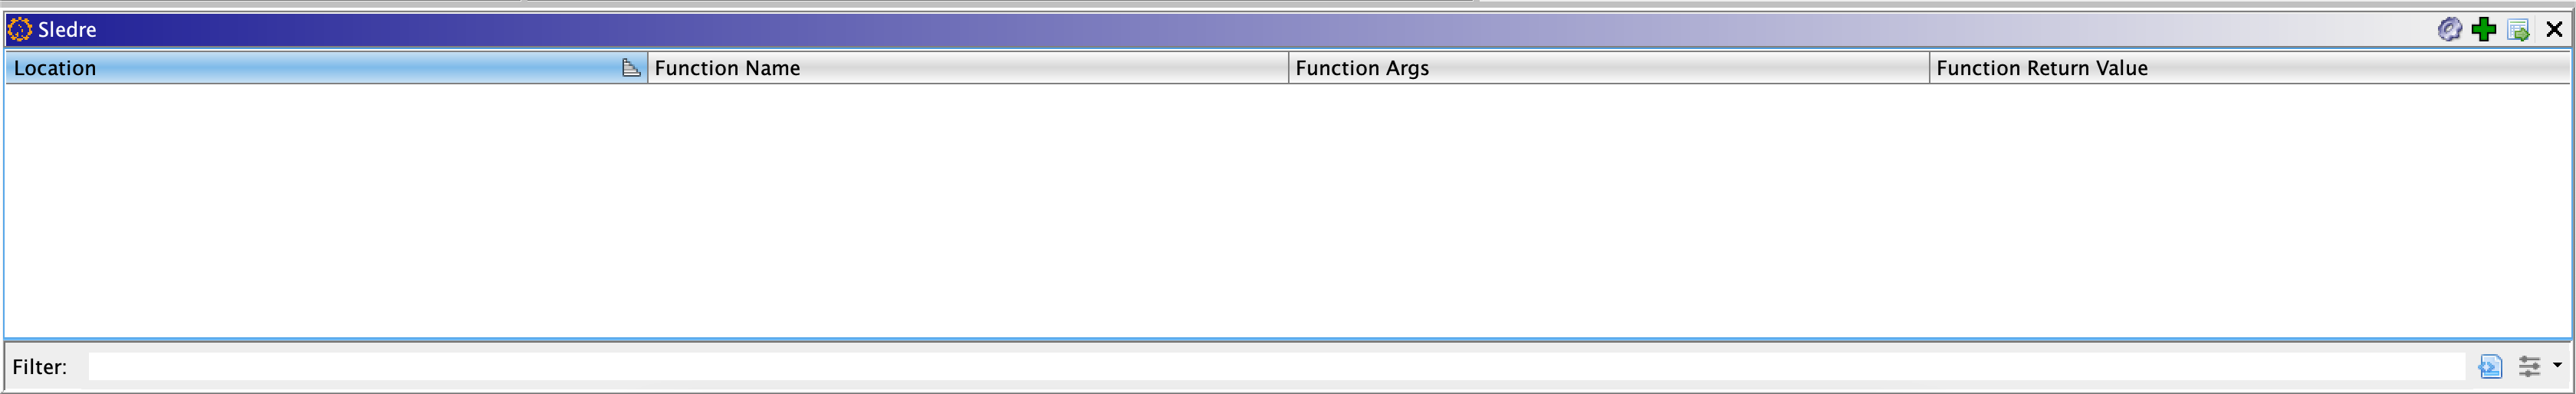 Sledre
Location Function Name Function Args Function Return Value
Filter: